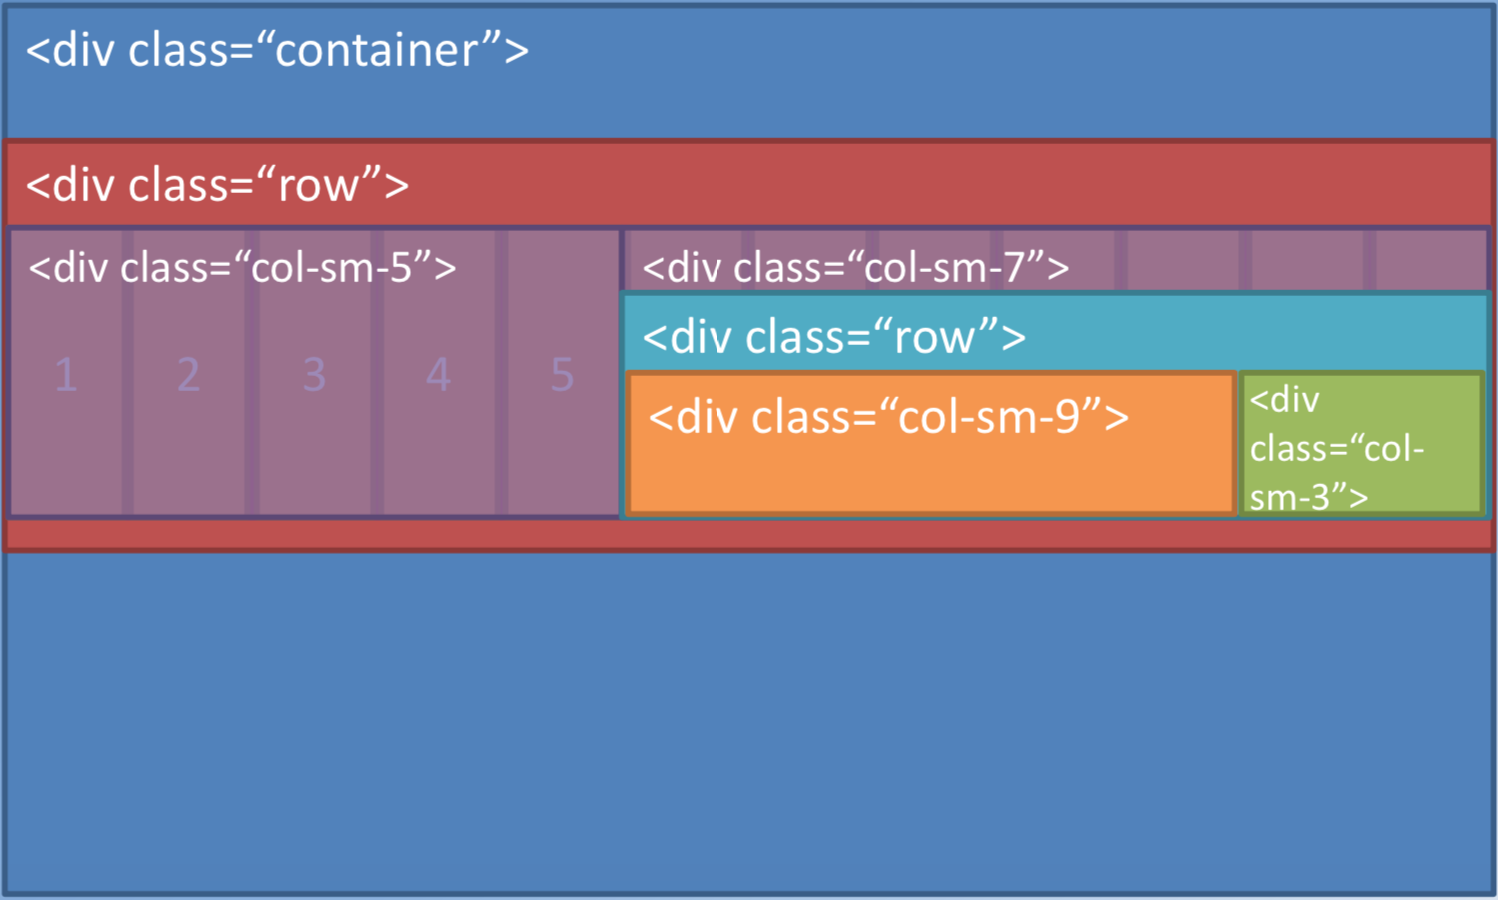 <div class=“container”>
<div class=“row”>
<div class=“col-sm-5”>
<div class=“col-sm-7”>
<div class=“row”>
1 2 3 4 5
<div class=“col-sm-9”>
<div
class=“col-
sm-3”>